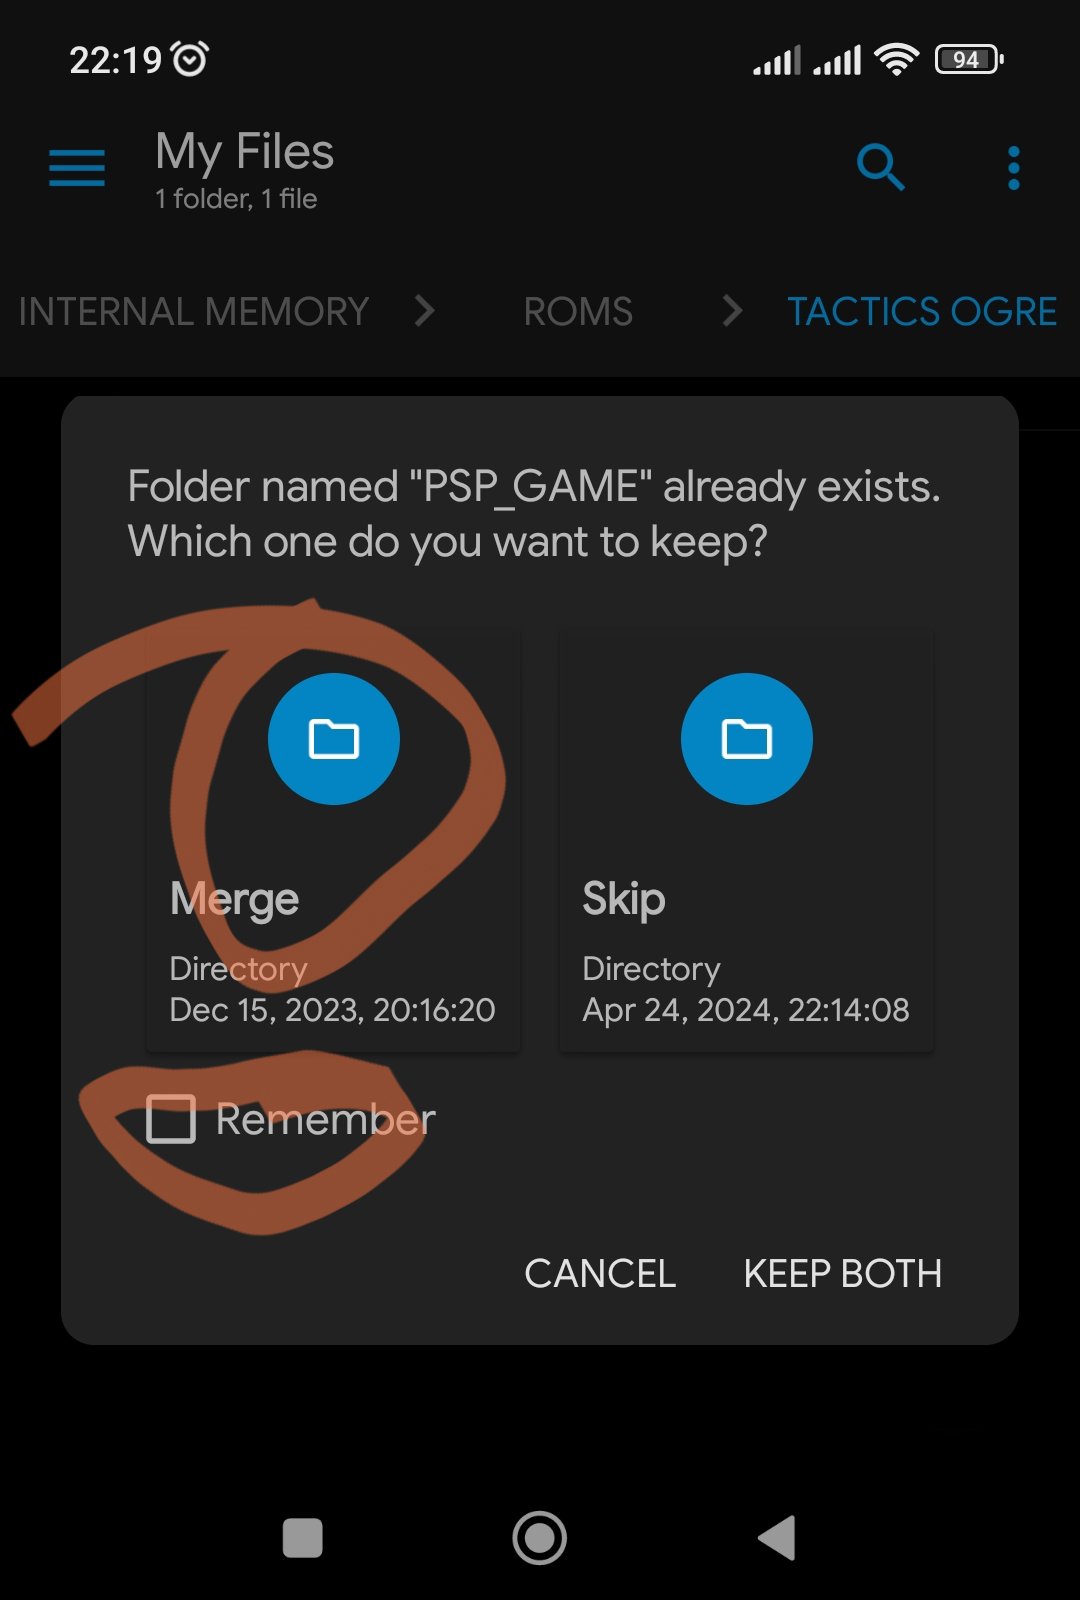 22:19
94
My Files
1 folder, 1 file
INTERNAL MEMORY > ROMS > TACTICS OGRE
Folder named "PSP_GAME" already exists.
Which one do you want to keep?
Merge
Directory
Dec 15, 2023, 20:16:20
Skip
Directory
Apr 24, 2024, 22:14:08
Remember
CANCEL KEEP BOTH